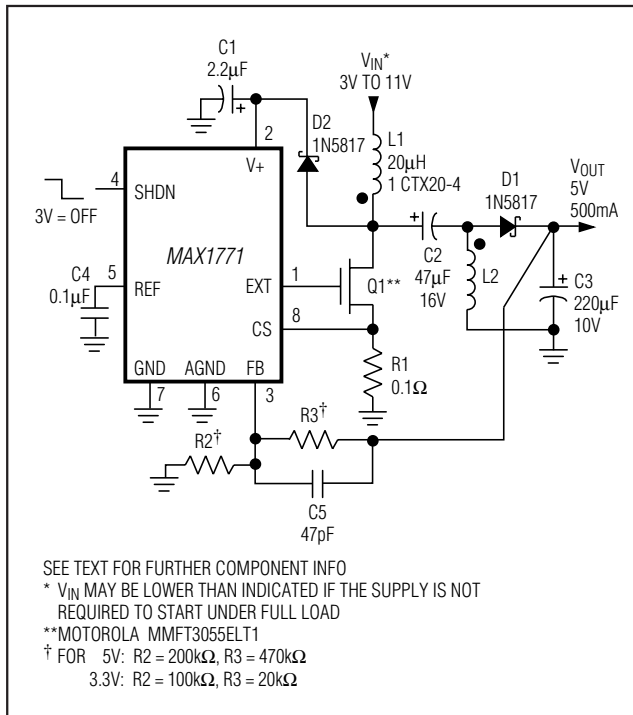 C1
2.2µF
VIN*
3V TO 11V
2
V+
D2
1N5817
L1
20µH
1 CTX20-4
D1
1N5817
VOUT
5V
500mA
4
SHDN
3V = OFF
MAX1771
C2
47µF
16V
L2
C3
220µF
10V
C4
0.1µF
5
REF
EXT
1
Q1**
CS
8
R1
0.1Ω
GND
AGND
FB
7
6
3
R3†
R2†
C5
47pF
SEE TEXT FOR FURTHER COMPONENT INFO
* VIN MAY BE LOWER THAN INDICATED IF THE SUPPLY IS NOT
REQUIRED TO START UNDER FULL LOAD
**MOTOROLA MMFT3055ELT1
† FOR 5V: R2 = 200kΩ, R3 = 470kΩ
3.3V: R2 = 100kΩ, R3 = 20kΩ